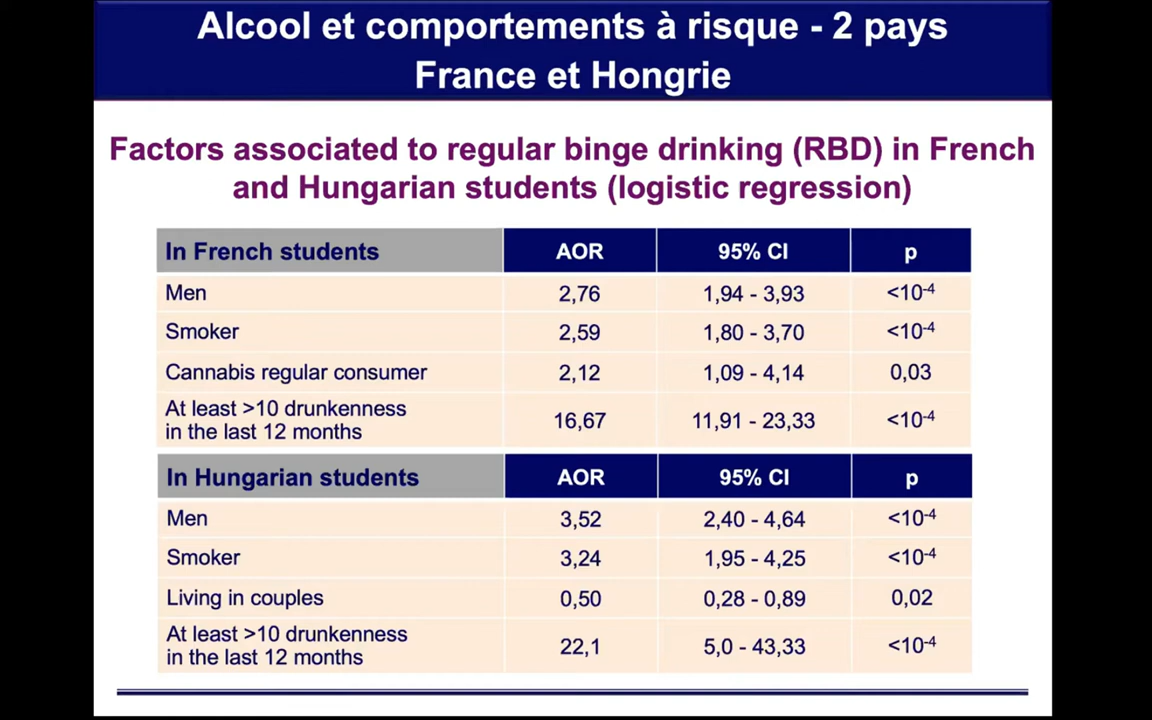 Alcool et comportements à risque - 2 pays
France et Hongrie
Factors associated to regular binge drinking (RBD) in French
and Hungarian students (logistic regression)
In French students AOR 95% CI p
Men 2,76 1,94 - 3,93 <10-4
Smoker 2,59 1,80 - 3,70 <10-4
Cannabis regular consumer 2,12 1,09 - 4,14 0,03
At least >10 drunkenness
in the last 12 months 16,67 11,91 - 23,33 <10-4
In Hungarian students AOR 95% CI p
Men 3,52 2,40 - 4,64 <10-4
Smoker 3,24 1,95 - 4,25 <10-4
Living in couples 0,50 0,28 - 0,89 0,02
At least >10 drunkenness
in the last 12 months 22,1 5,0 - 43,33 <10-4